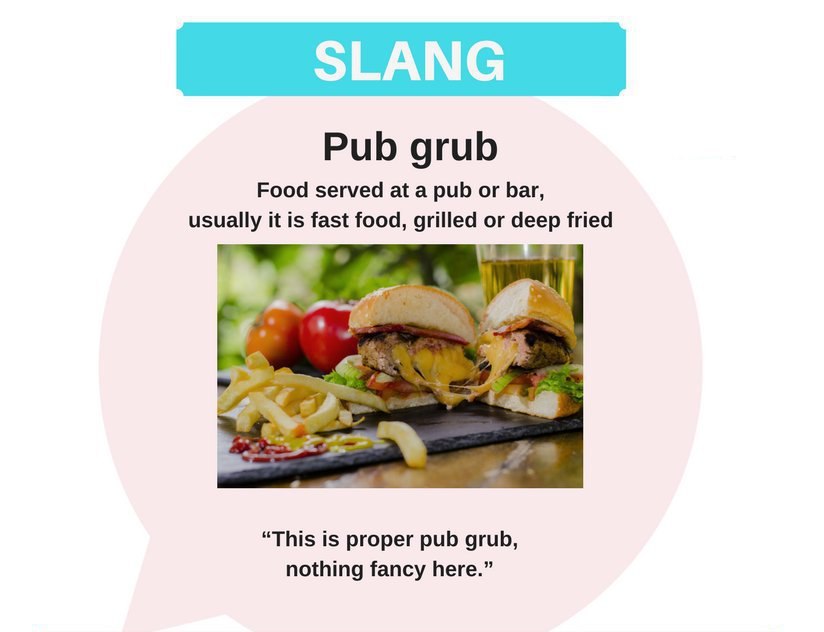 SLANG
Pub grub
Food served at a pub or bar,
usually it is fast food, grilled or deep fried
“This is proper pub grub,
nothing fancy here.”